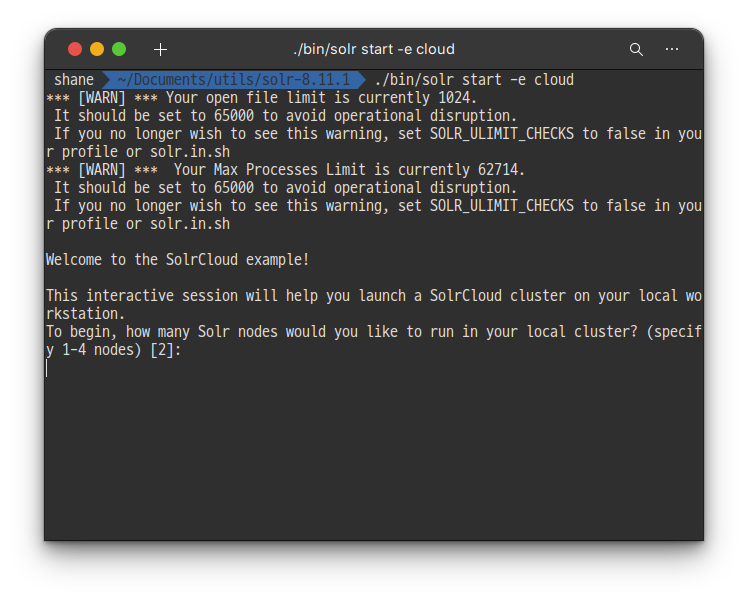 ./bin/solr start -e cloud
shane ~/Documents/utils/solr-8.11.1 ./bin/solr start -e cloud
*** [WARN] *** Your open file limit is currently 1024.
 It should be set to 65000 to avoid operational disruption.
 If you no longer wish to see this warning, set SOLR_ULIMIT_CHECKS to false in you
r profile or solr.in.sh
*** [WARN] ***  Your Max Processes Limit is currently 62714.
 It should be set to 65000 to avoid operational disruption.
 If you no longer wish to see this warning, set SOLR_ULIMIT_CHECKS to false in you
r profile or solr.in.sh
Welcome to the SolrCloud example!
This interactive session will help you launch a SolrCloud cluster on your local wo
rkstation.
To begin, how many Solr nodes would you like to run in your local cluster? (specif
y 1-4 nodes) [2]: